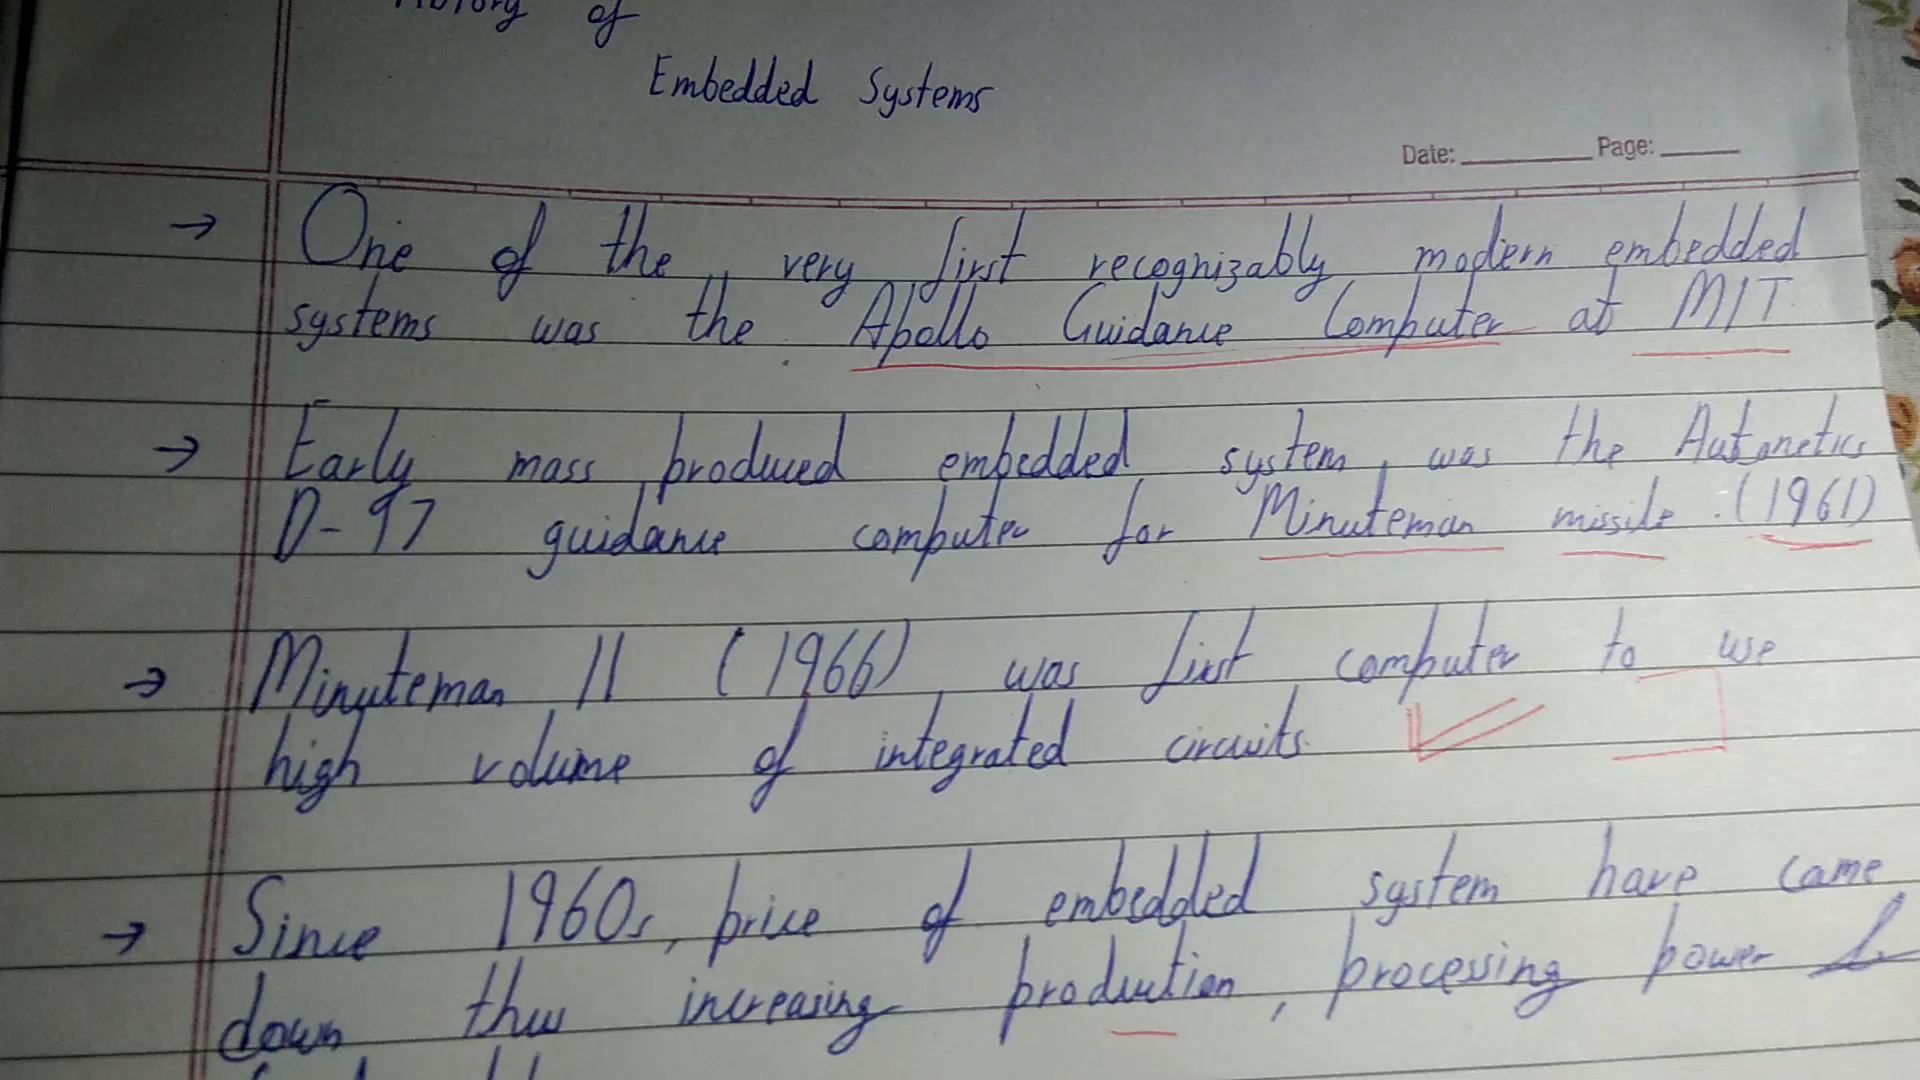 History of
Embedded Systems
Date: Page:
→ One of the very first recognizably modern embedded
systems was the Apollo Guidance Computer at MIT.
→ Early mass produced embedded system, was the Autonetics
D-97 guidance computer for Minuteman missile. (1961)
→ Minuteman II (1966) was first computer to use
high volume of integrated circuits.
→ Since 1960s, price of embedded system have came
down thus increasing production, processing power &